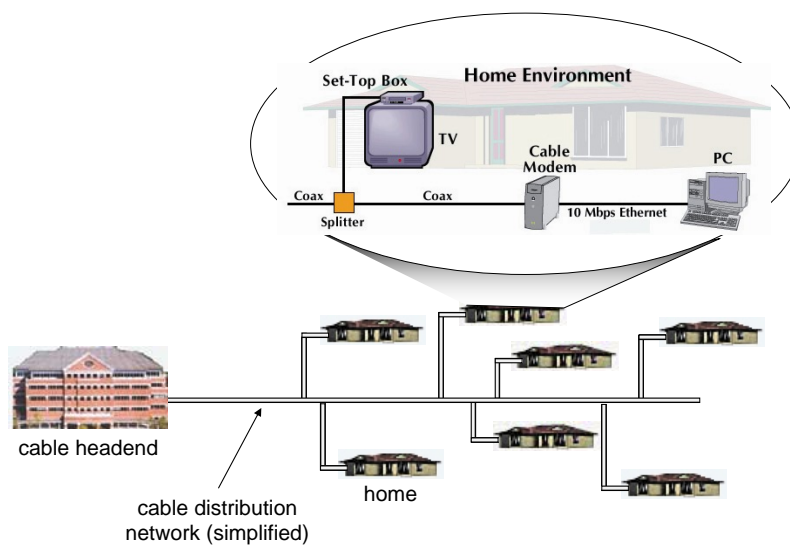 Home Environment
Set-Top Box
TV
Cable
Modem
PC
Coax
Coax
10 Mbps Ethernet
Splitter
cable headend
home
cable distribution
network (simplified)